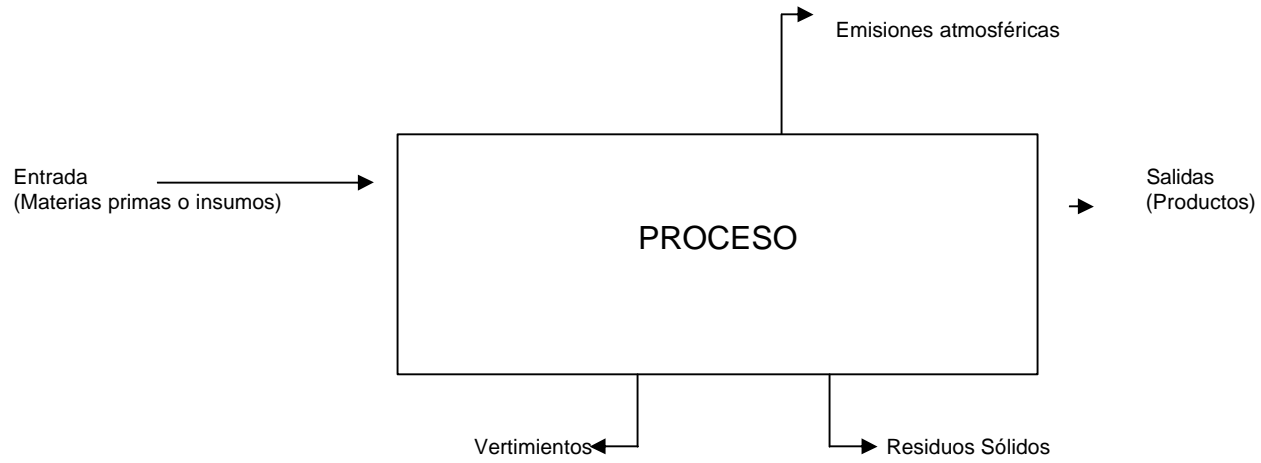 Emisiones atmosféricas
Entrada
(Materias primas o insumos)
Salidas
(Productos)
PROCESO
Vertimientos
Residuos Sólidos